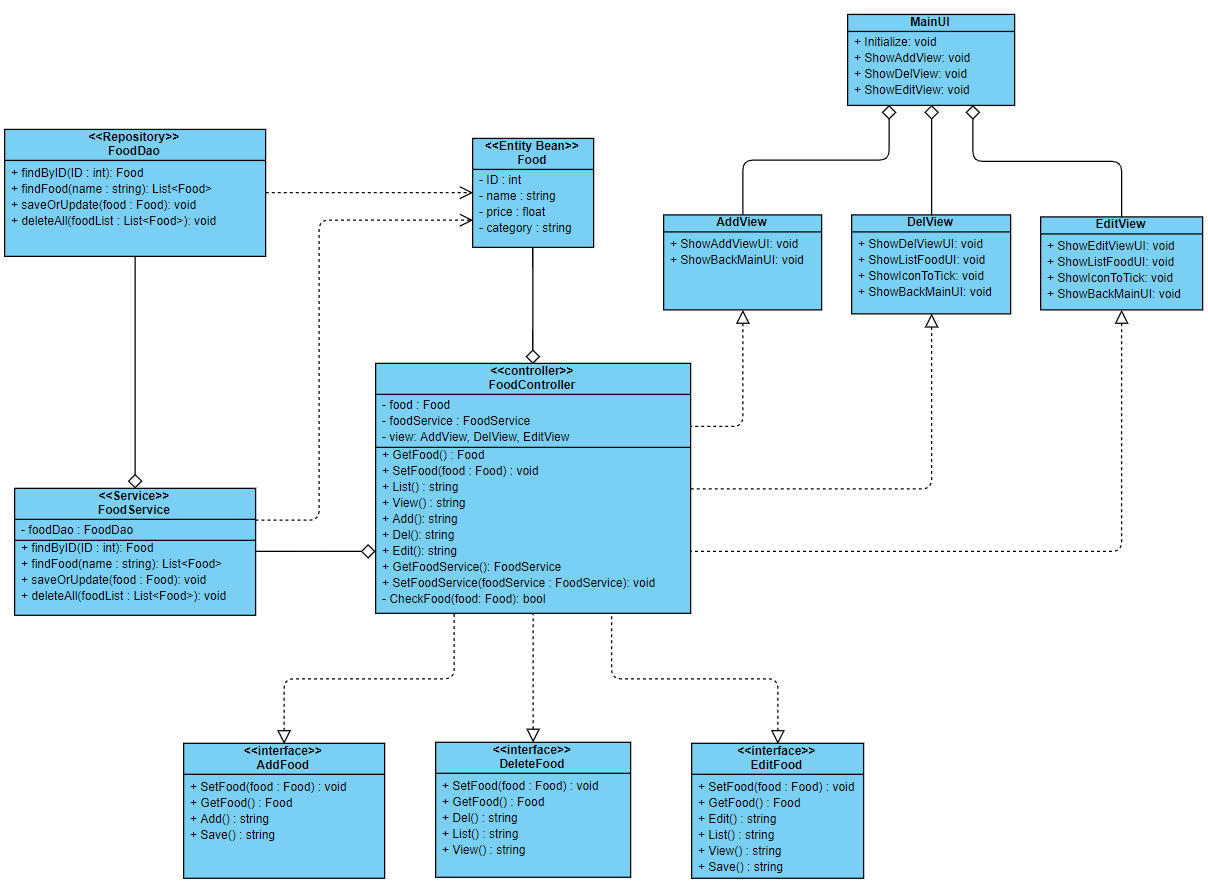 MainUI
+ Initialize: void
+ ShowAddView: void
+ ShowDelView: void
+ ShowEditView: void
<<Repository>>
FoodDao
+ findByID(ID : int): Food
+ findFood(name : string): List<Food>
+ saveOrUpdate(food : Food): void
+ deleteAll(foodList : List<Food>): void
<<Entity Bean>>
Food
- ID : int
- name : string
- price : float
- category : string
AddView
+ ShowAddViewUI: void
+ ShowBackMainUI: void
DelView
+ ShowDelViewUI: void
+ ShowListFoodUI: void
+ ShowIconToTick: void
+ ShowBackMainUI: void
EditView
+ ShowEditViewUI: void
+ ShowListFoodUI: void
+ ShowIconToTick: void
+ ShowBackMainUI: void
<<controller>>
FoodController
- food : Food
- foodService : FoodService
- view: AddView, DelView, EditView
+ GetFood() : Food
+ SetFood(food : Food) : void
+ List() : string
+ View() : string
+ Add(): string
+ Del(): string
+ Edit(): string
+ GetFoodService(): FoodService
+ SetFoodService(foodService : FoodService): void
- CheckFood(food: Food): bool
<<Service>>
FoodService
- foodDao : FoodDao
+ findByID(ID : int): Food
+ findFood(name : string): List<Food>
+ saveOrUpdate(food : Food): void
+ deleteAll(foodList : List<Food>): void
<<interface>>
AddFood
+ SetFood(food : Food) : void
+ GetFood() : Food
+ Add() : string
+ Save() : string
<<interface>>
DeleteFood
+ SetFood(food : Food) : void
+ GetFood() : Food
+ Del() : string
+ List() : string
+ View() : string
<<interface>>
EditFood
+ SetFood(food : Food) : void
+ GetFood() : Food
+ Edit() : string
+ List() : string
+ View() : string
+ Save() : string